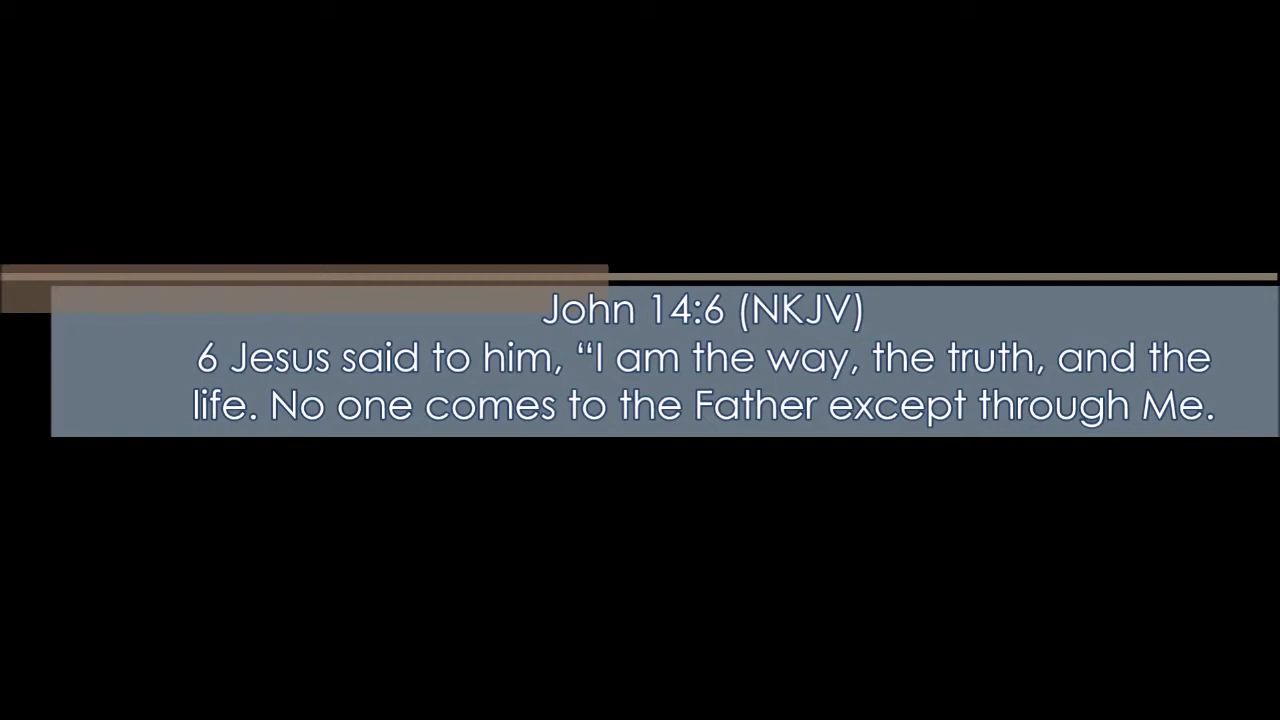 John 14:6 (NKJV)
6 Jesus said to him, “I am the way, the truth, and the
life. No one comes to the Father except through Me.